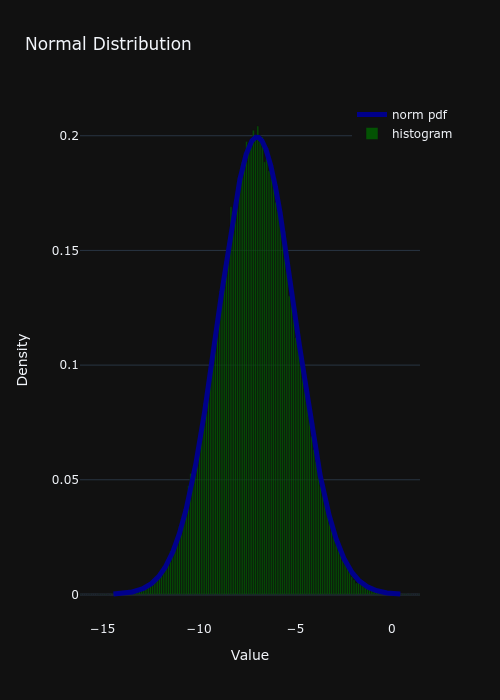 Normal Distribution
norm pdf
histogram
0.2
0.15
0.1
0.05
0
Density
−15
−10
−5
0
Value